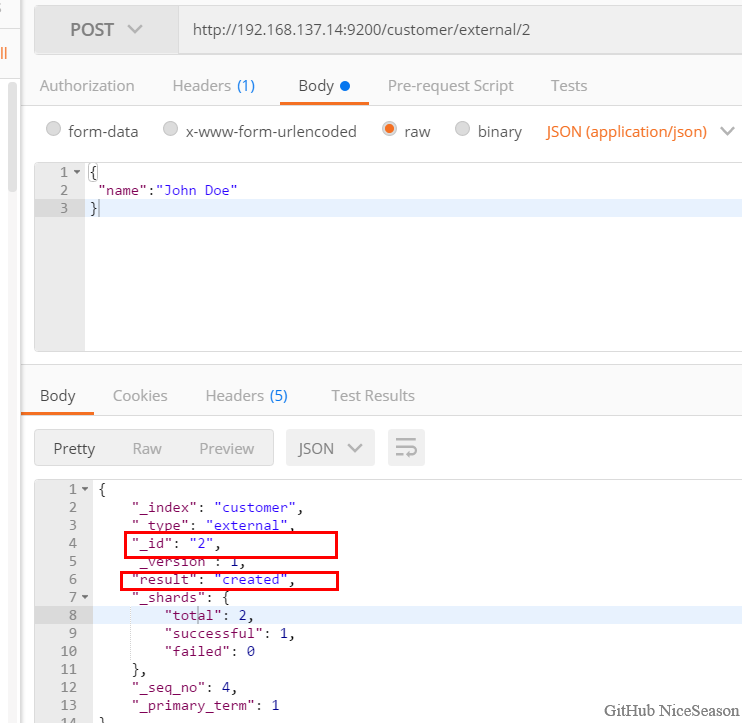 POST http://192.168.137.14:9200/customer/external/2
ll
Authorization Headers (1) Body Pre-request Script Tests
form-data x-www-form-urlencoded raw binary JSON (application/json)
1 {
2 "name":"John Doe"
3 }
Body Cookies Headers (5) Test Results
Pretty Raw Preview JSON
1 {
2 "_index": "customer",
3 "_type": "external",
4 "_id": "2",
5 "_version": 1,
6 "result": "created",
7 "_shards": {
8 "total": 2,
9 "successful": 1,
10 "failed": 0
11 },
12 "_seq_no": 4,
13 "_primary_term": 1
14 }
GitHub NiceSeason